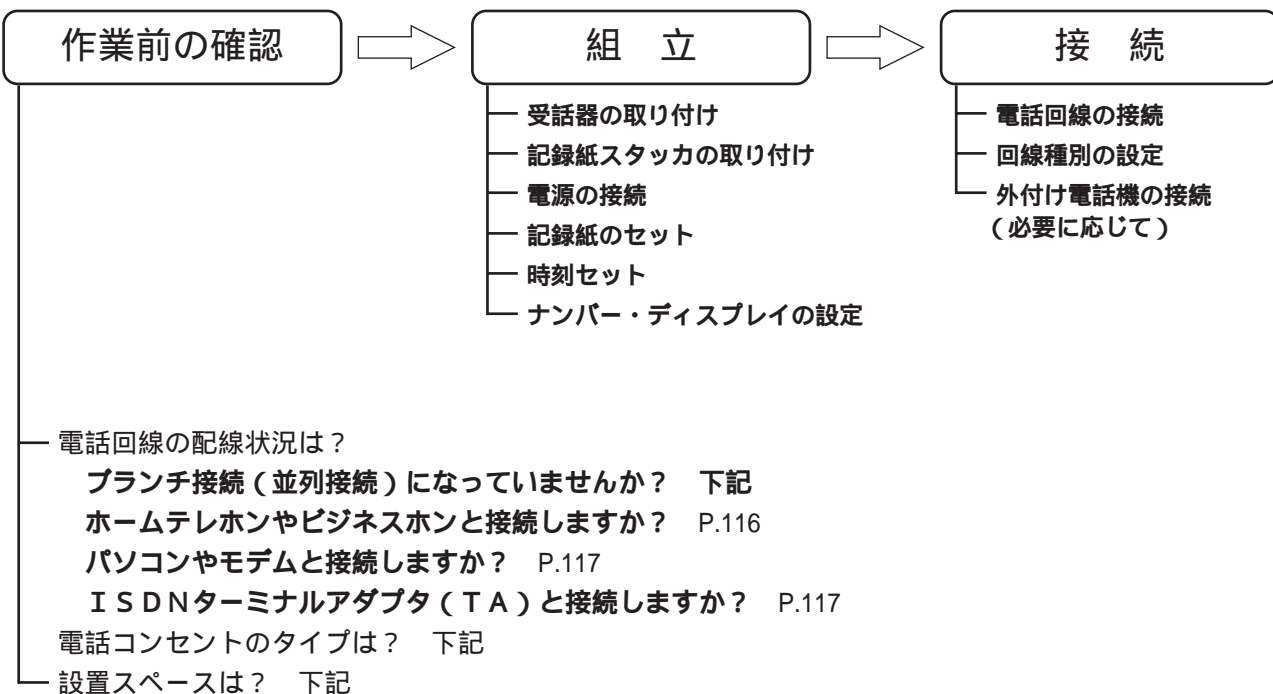 作業前の確認
組 立
受話器の取り付け
記録紙スタッカの取り付け
電源の接続
記録紙のセット
時刻セット
ナンバー・ディスプレイの設定
接 続
電話回線の接続
回線種別の設定
外付け電話機の接続
(必要に応じて)
電話回線の配線状況は?
ブランチ接続(並列接続)になっていませんか? 下記
ホームテレホンやビジネスホンと接続しますか? P.116
パソコンやモデムと接続しますか? P.117
ISDNターミナルアダプタ(TA)と接続しますか? P.117
電話コンセントのタイプは? 下記
設置スペースは? 下記